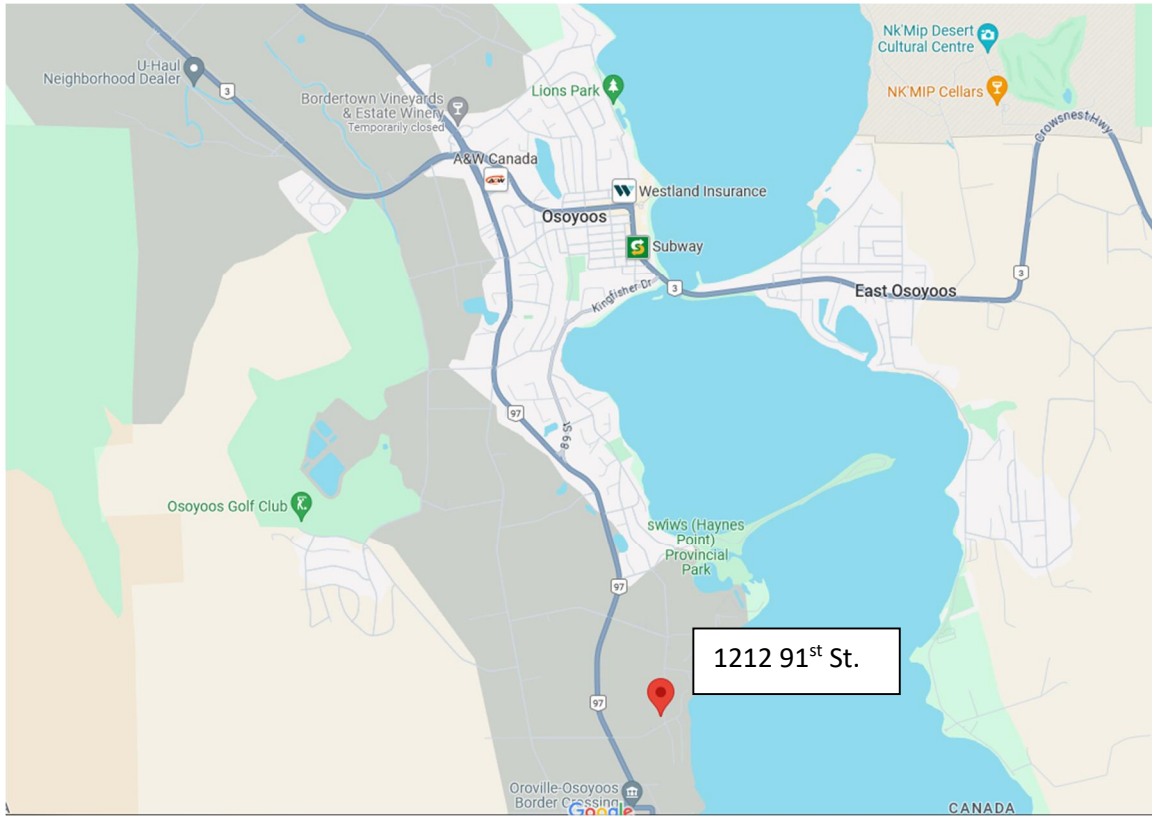 Nk'Mip Desert
Cultural Centre
U-Haul
Neighborhood Dealer
3
Lions Park
NK'MIP Cellars
Bordertown Vineyards
& Estate Winery
Temporarily closed
Crowsnest Hwy
A&W Canada
A&W
Westland Insurance
Osoyoos
Subway
3
Kingfisher Dr
3
East Osoyoos
97
89 St
Osoyoos Golf Club
swiws (Haynes
Point)
Provincial
Park
97
1212 91st St.
97
Oroville-Osoyoos
Border Crossing
Google
CANADA